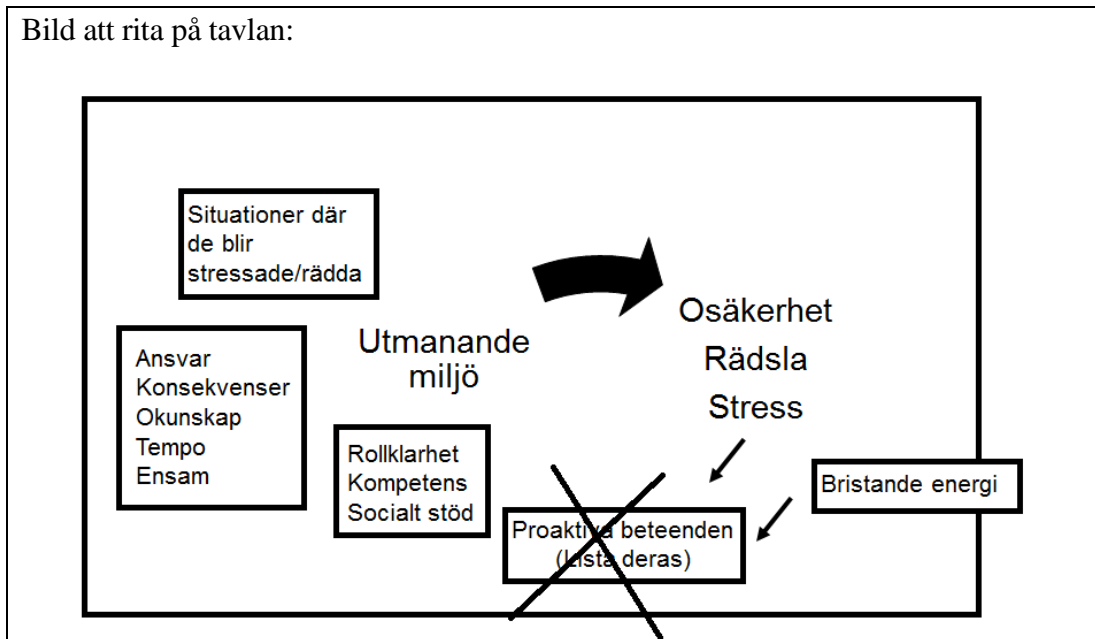 Bild att rita på tavlan:
Situationer där
de blir
stressade/rädda
Ansvar
Konsekvenser
Okunskap
Tempo
Ensam
Utmanande
miljö
Rollklarhet
Kompetens
Socialt stöd
Osäkerhet
Rädsla
Stress
Proaktiva beteenden
(Lista deras)
Bristande energi